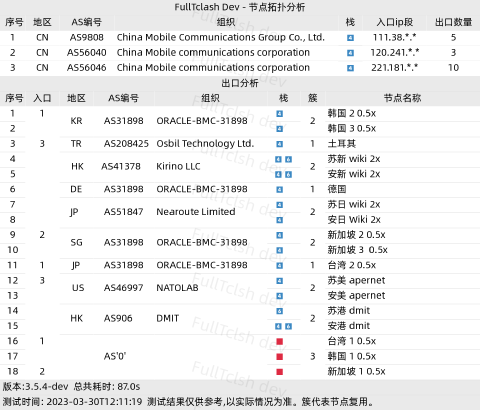 FullTclash Dev - 节点拓扑分析
序号 地区 AS编号 组织 栈 入口ip段 出口数量
1 CN AS9808 China Mobile Communications Group Co., Ltd. 4 111.38.*.* 5
2 CN AS56040 China Mobile communications corporation 4 120.241.*.* 3
3 CN AS56046 China Mobile communications corporation 4 221.181.*.* 10
出口分析
序号 入口 地区 AS编号 组织 栈 簇 节点名称
1 1 KR AS31898 ORACLE-BMC-31898 4 2 韩国 2 0.5x
2 4 韩国 3 0.5x
3 3 TR AS208425 Osbil Technology Ltd. 4 1 土耳其
4 HK AS41378 Kirino LLC 4 6 2 苏新 wiki 2x
5 4 6 安新 wiki 2x
6 DE AS31898 ORACLE-BMC-31898 4 1 德国
7 JP AS51847 Nearoute Limited 4 2 苏日 wiki 2x
8 4 安日 Wiki 2x
9 2 SG AS31898 ORACLE-BMC-31898 4 2 新加坡 2 0.5x
10 4 新加坡 3 0.5x
11 1 JP AS31898 ORACLE-BMC-31898 4 1 台湾 2 0.5x
12 3 US AS46997 NATOLAB 4 2 苏美 apernet
13 4 安美 apernet
14 HK AS906 DMIT 4 2 苏港 dmit
15 4 6 安港 dmit
16 1 AS'0' 3 台湾 1 0.5x
17 韩国 1 0.5x
18 2 新加坡 1 0.5x
版本:3.5.4-dev 总共耗时: 87.0s
测试时间: 2023-03-30T12:11:19 测试结果仅供参考,以实际情况为准。簇代表节点复用。